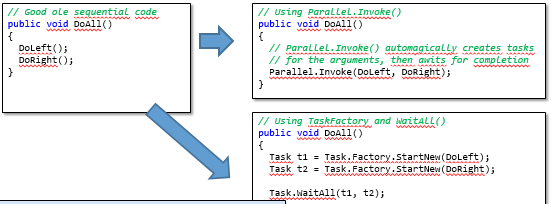 // Good ole sequential code
public void DoAll()
{
DoLeft();
DoRight();
}
// Using Parallel.Invoke()
public void DoAll()
{
// Parallel.Invoke() automagically creates tasks
// for the arguments, then awits for completion
Parallel.Invoke(DoLeft, DoRight);
}
// Using TaskFactory and WaitAll()
public void DoAll()
{
Task t1 = Task.Factory.StartNew(DoLeft);
Task t2 = Task.Factory.StartNew(DoRight);
Task.WaitAll(t1, t2);